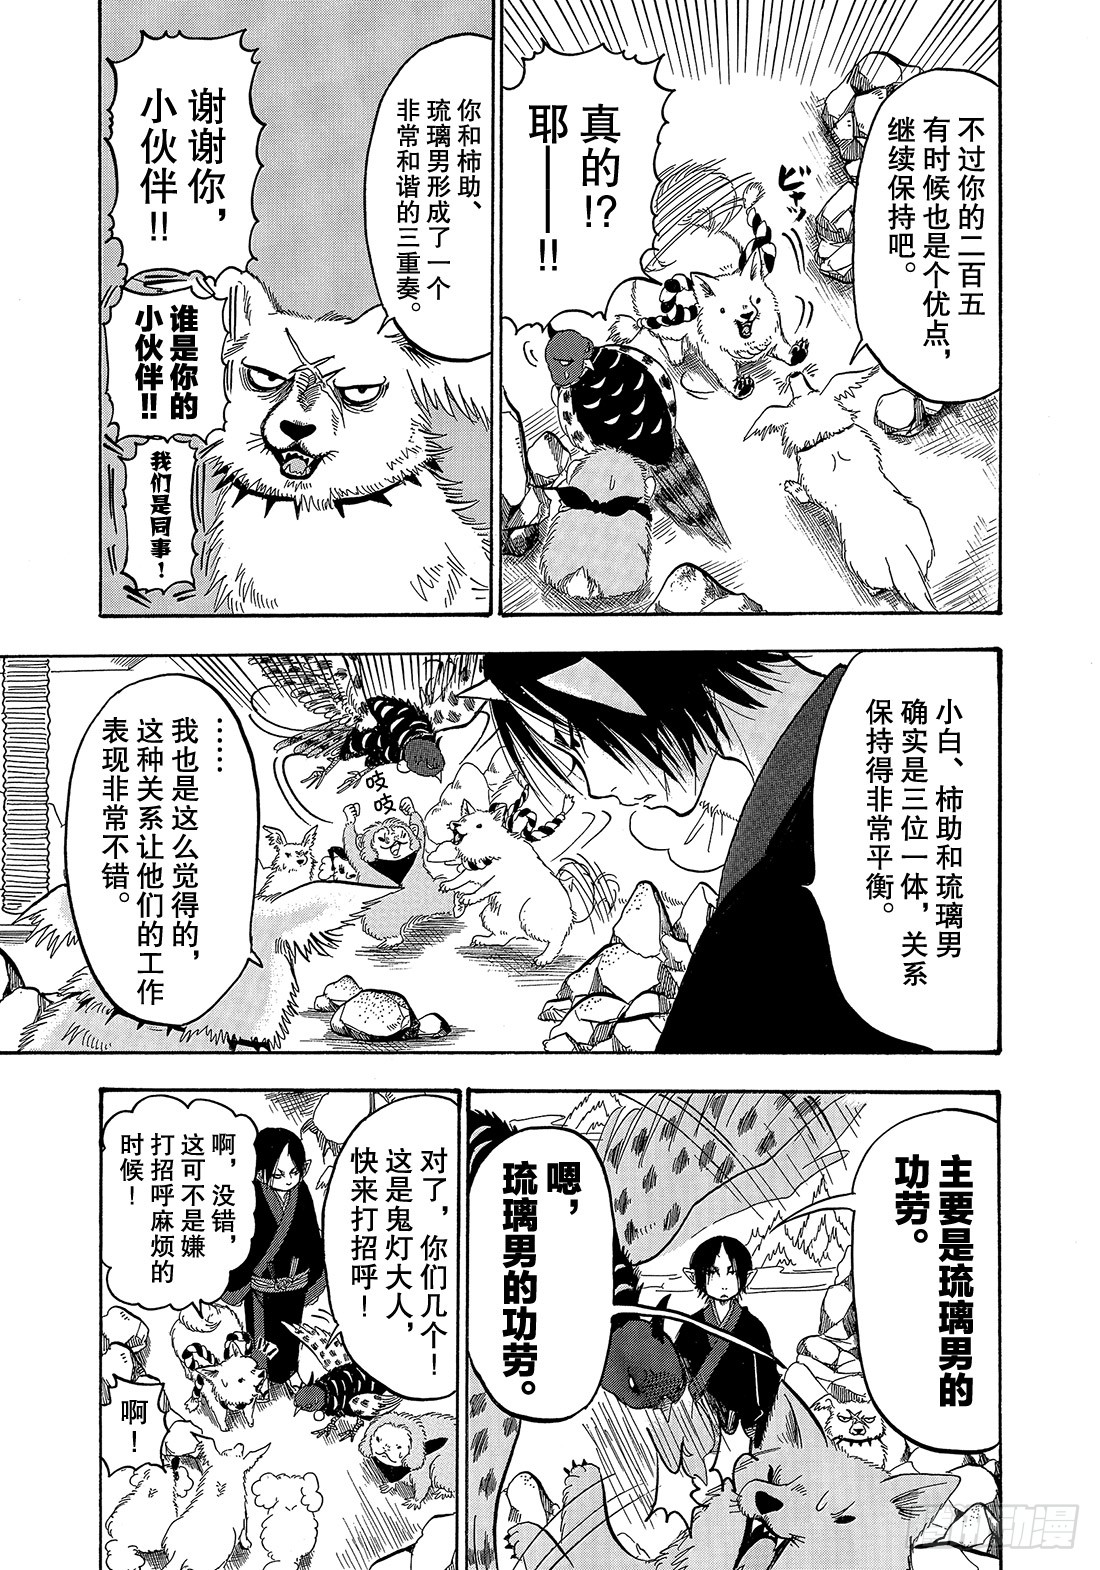 不过你的二百五
有时候也是个优点，
继续保持吧。
ビャッ
真的!?
耶——!!
你和柿助、
琉璃男形成了一个
非常和谐的三重奏。
谢谢你，
小伙伴!!
谁是你的
小伙伴!!
我们是同事！
小白、柿助和琉璃男
确实是三位一体，关系
保持得非常平衡。
吱
吱
……
我也是这么觉得的，
这种关系让他们的工作
表现非常不错。
主要是琉璃男的
功劳。
嗯，
琉璃男的功劳。
对了，你们几个！
这是鬼灯大人，
快来打招呼！
啊，没错，
这可不是嫌
打招呼麻烦的
时候！
啊！